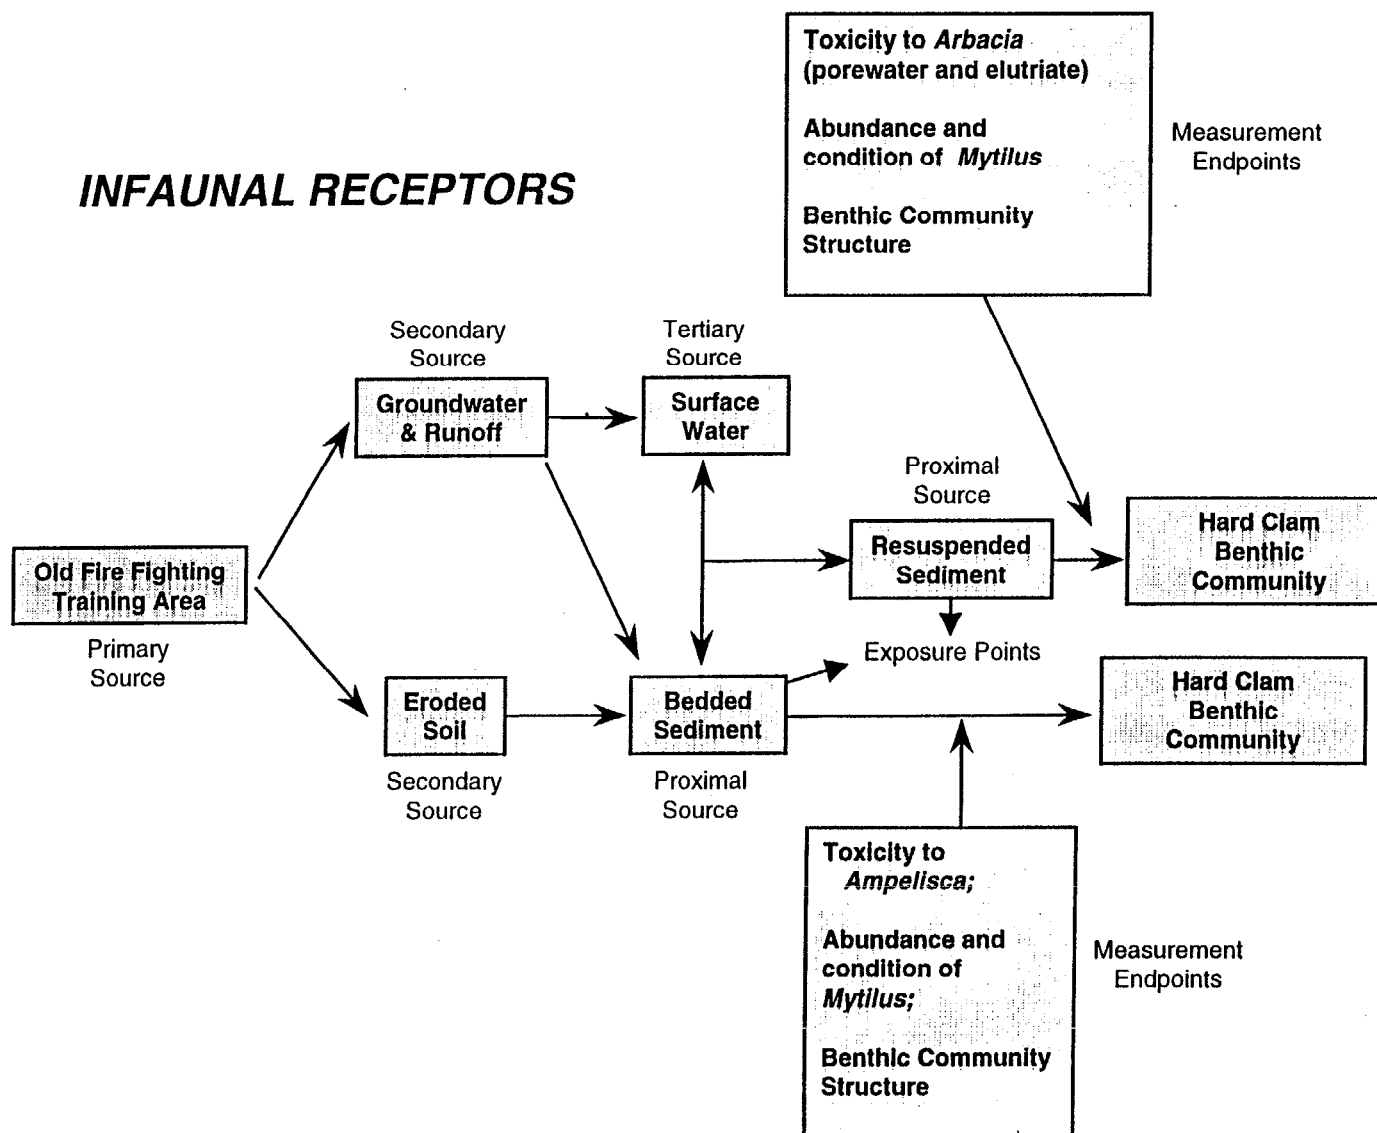 Toxicity to Arbacia
(porewater and elutriate)
Abundance and
condition of Mytilus
Benthic Community
Structure
Measurement
Endpoints
INFAUNAL RECEPTORS
Secondary
Source
Groundwater
& Runoff
Tertiary
Source
Surface
Water
Proximal
Source
Resuspended
Sediment
Hard Clam
Benthic
Community
Old Fire Fighting
Training Area
Primary
Source
Exposure Points
Eroded
Soil
Secondary
Source
Bedded
Sediment
Proximal
Source
Hard Clam
Benthic
Community
Toxicity to
Ampelisca;
Abundance and
condition of
Mytilus;
Benthic Community
Structure
Measurement
Endpoints